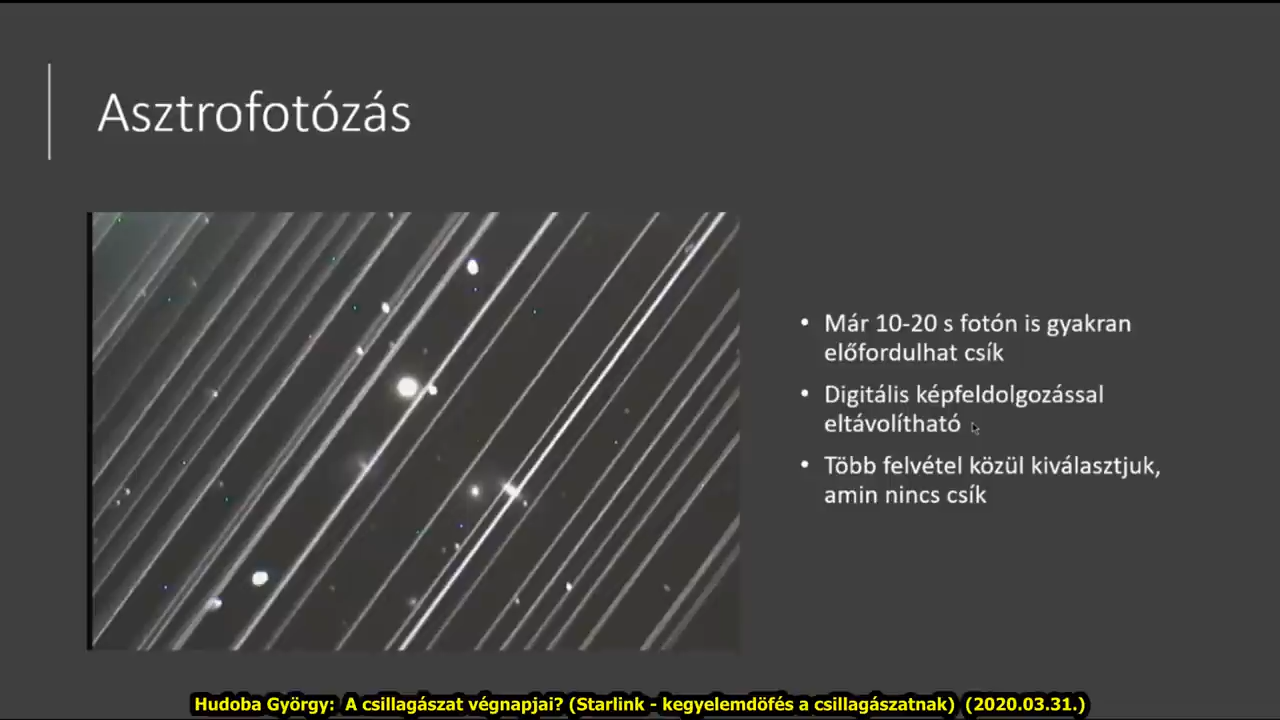 Asztrofotózás
• Már 10-20 s fotón is gyakran
előfordulhat csík
• Digitális képfeldolgozással
eltávolítható
• Több felvétel közül kiválasztjuk,
amin nincs csík
Hudoba György: A csillagászat végnapjai? (Starlink - kegyelemdöfés a csillagászatnak) (2020.03.31.)